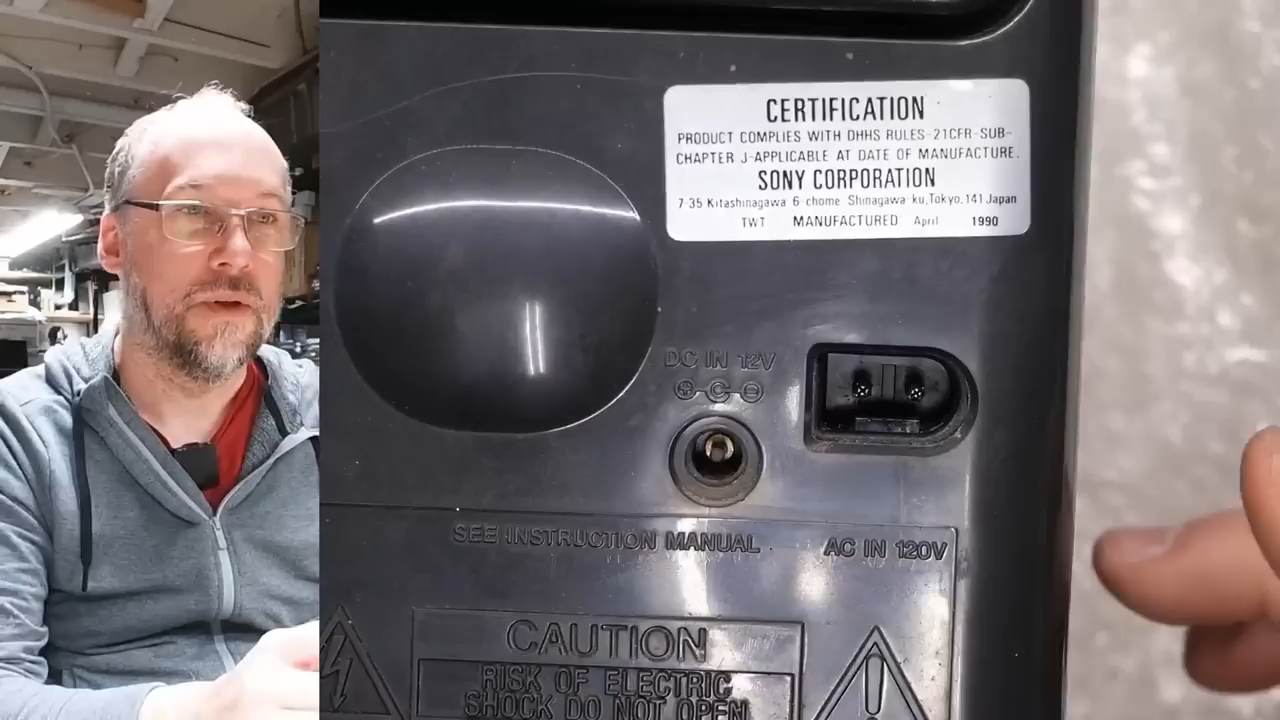 CERTIFICATION
PRODUCT COMPLIES WITH DHHS RULES-21CFR-SUB-
CHAPTER J-APPLICABLE AT DATE OF MANUFACTURE.
SONY CORPORATION
7-35 Kitashinagawa 6 chome Shinagawa ku,Tokyo,141 Japan
TWT MANUFACTURED April 1990
DC IN 12V
SEE INSTRUCTION MANUAL
AC IN 120V
CAUTION
RISK OF ELECTRIC
SHOCK DO NOT OPEN